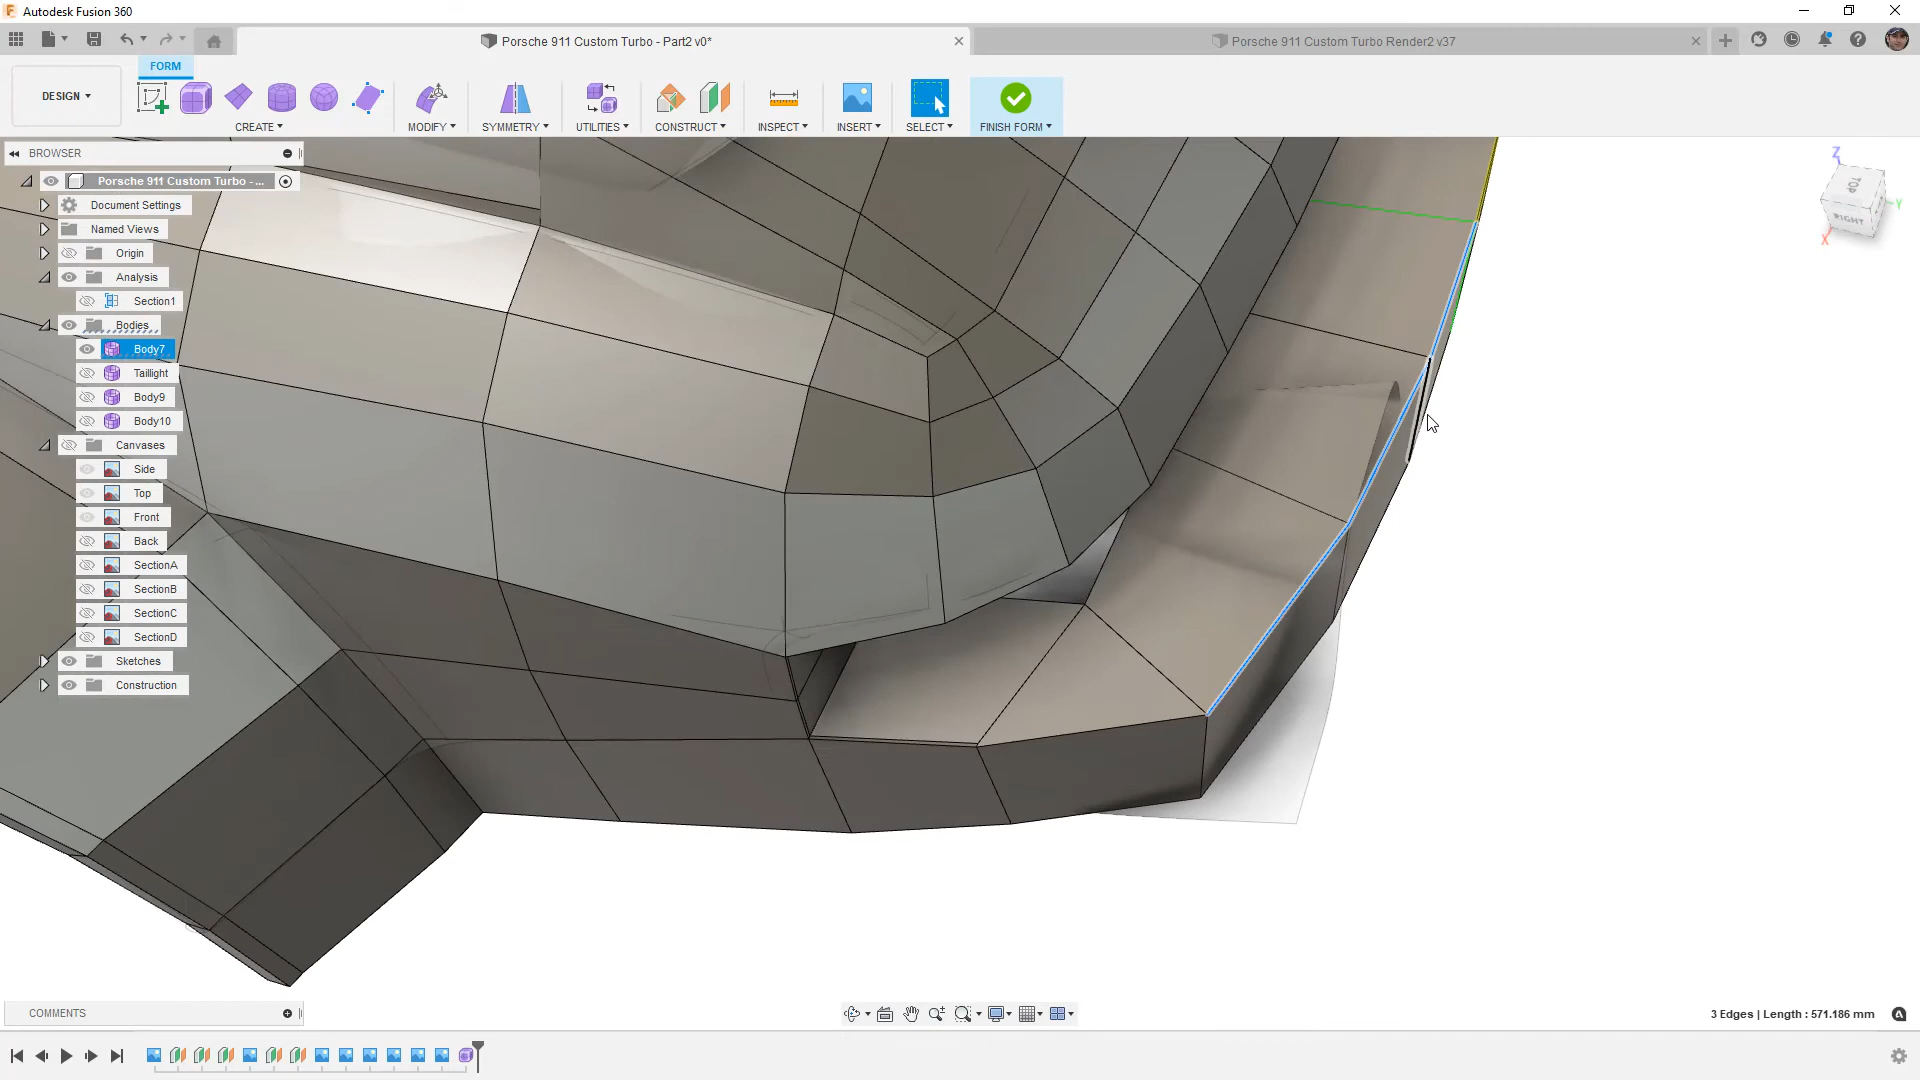 Autodesk Fusion 360
Porsche 911 Custom Turbo - Part2 v0*
Porsche 911 Custom Turbo Render2 v37
FORM
DESIGN
CREATE
MODIFY
SYMMETRY
UTILITIES
CONSTRUCT
INSPECT
INSERT
SELECT
FINISH FORM
BROWSER
Porsche 911 Custom Turbo - ...
Document Settings
Named Views
Origin
Analysis
Section1
Bodies
Body7
Taillight
Body9
Body10
Canvases
Side
Top
Front
Back
SectionA
SectionB
SectionC
SectionD
Sketches
Construction
Z
TOP
RIGHT
Y
X
COMMENTS
3 Edges | Length : 571.186 mm